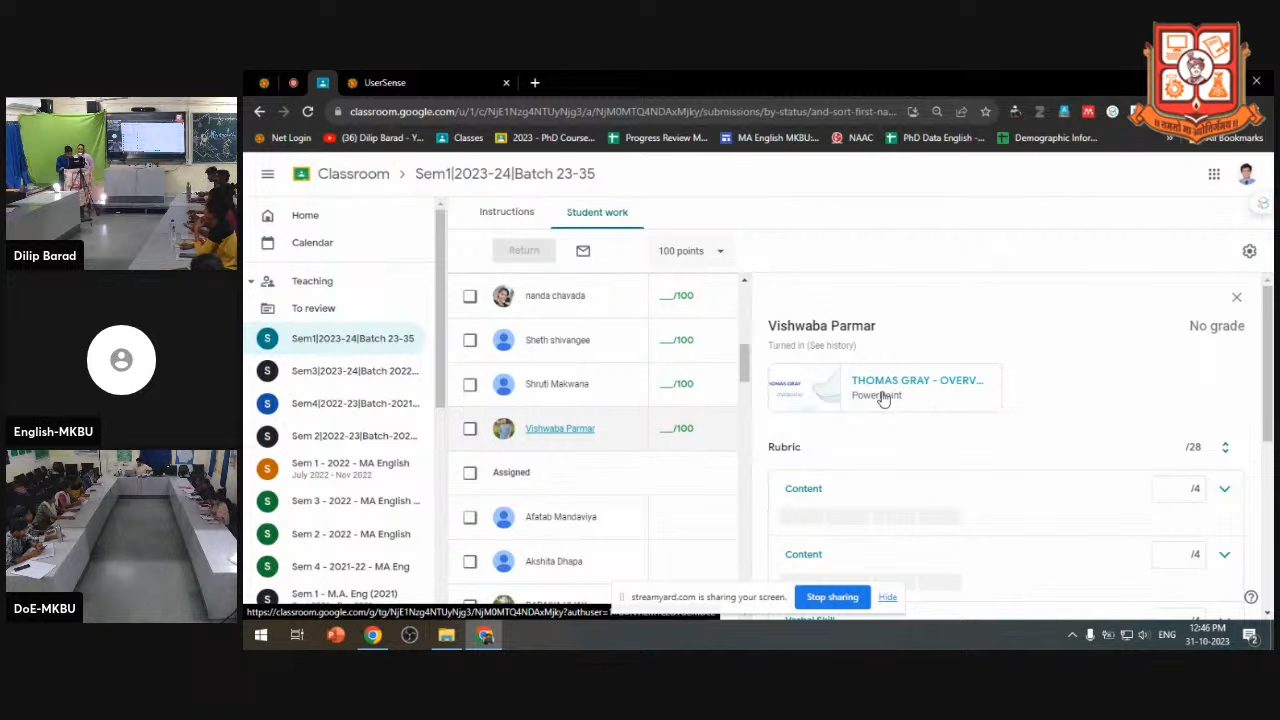 UserSense
classroom.google.com/u/1/c/NjE1Nzg4NTUyNjg3/a/NjM0MTQ4NDAxMjky/submissions/by-status/and-sort-first-na...
Net Login
(36) Dilip Barad - Y...
Classes
2023 - PhD Course...
Progress Review M...
MA English MKBU:...
NAAC
PhD Data English -...
Demographic Infor...
All Bookmarks
Classroom > Sem1|2023-24|Batch 23-35
Home
Calendar
Teaching
To review
S Sem1|2023-24|Batch 23-35
S Sem3|2023-24|Batch 2022...
S Sem4|2022-23|Batch-2021...
S Sem 2|2022-23|Batch-202...
S Sem 1 - 2022 - MA English
July 2022 - Nov 2022
S Sem 3 - 2022 - MA English ...
S Sem 2 - 2022 - MA English
S Sem 4 - 2021-22 - MA Eng
S Sem 1 - M.A. Eng (2021)
Instructions
Student work
Return
100 points
nanda chavada __/100
Sheth shivangee __/100
Shruti Makwana __/100
Vishwaba Parmar __/100
Assigned
Afatab Mandaviya
Akshita Dhapa
Vishwaba Parmar
No grade
Turned in (See history)
THOMAS GRAY - OVERV...
PowerPoint
Rubric /28
Content /4
Content /4
Verbal Skill
streamyard.com is sharing your screen.
Stop sharing
Hide
ENG
12:46 PM
31-10-2023
2
Dilip Barad
English-MKBU
DoE-MKBU